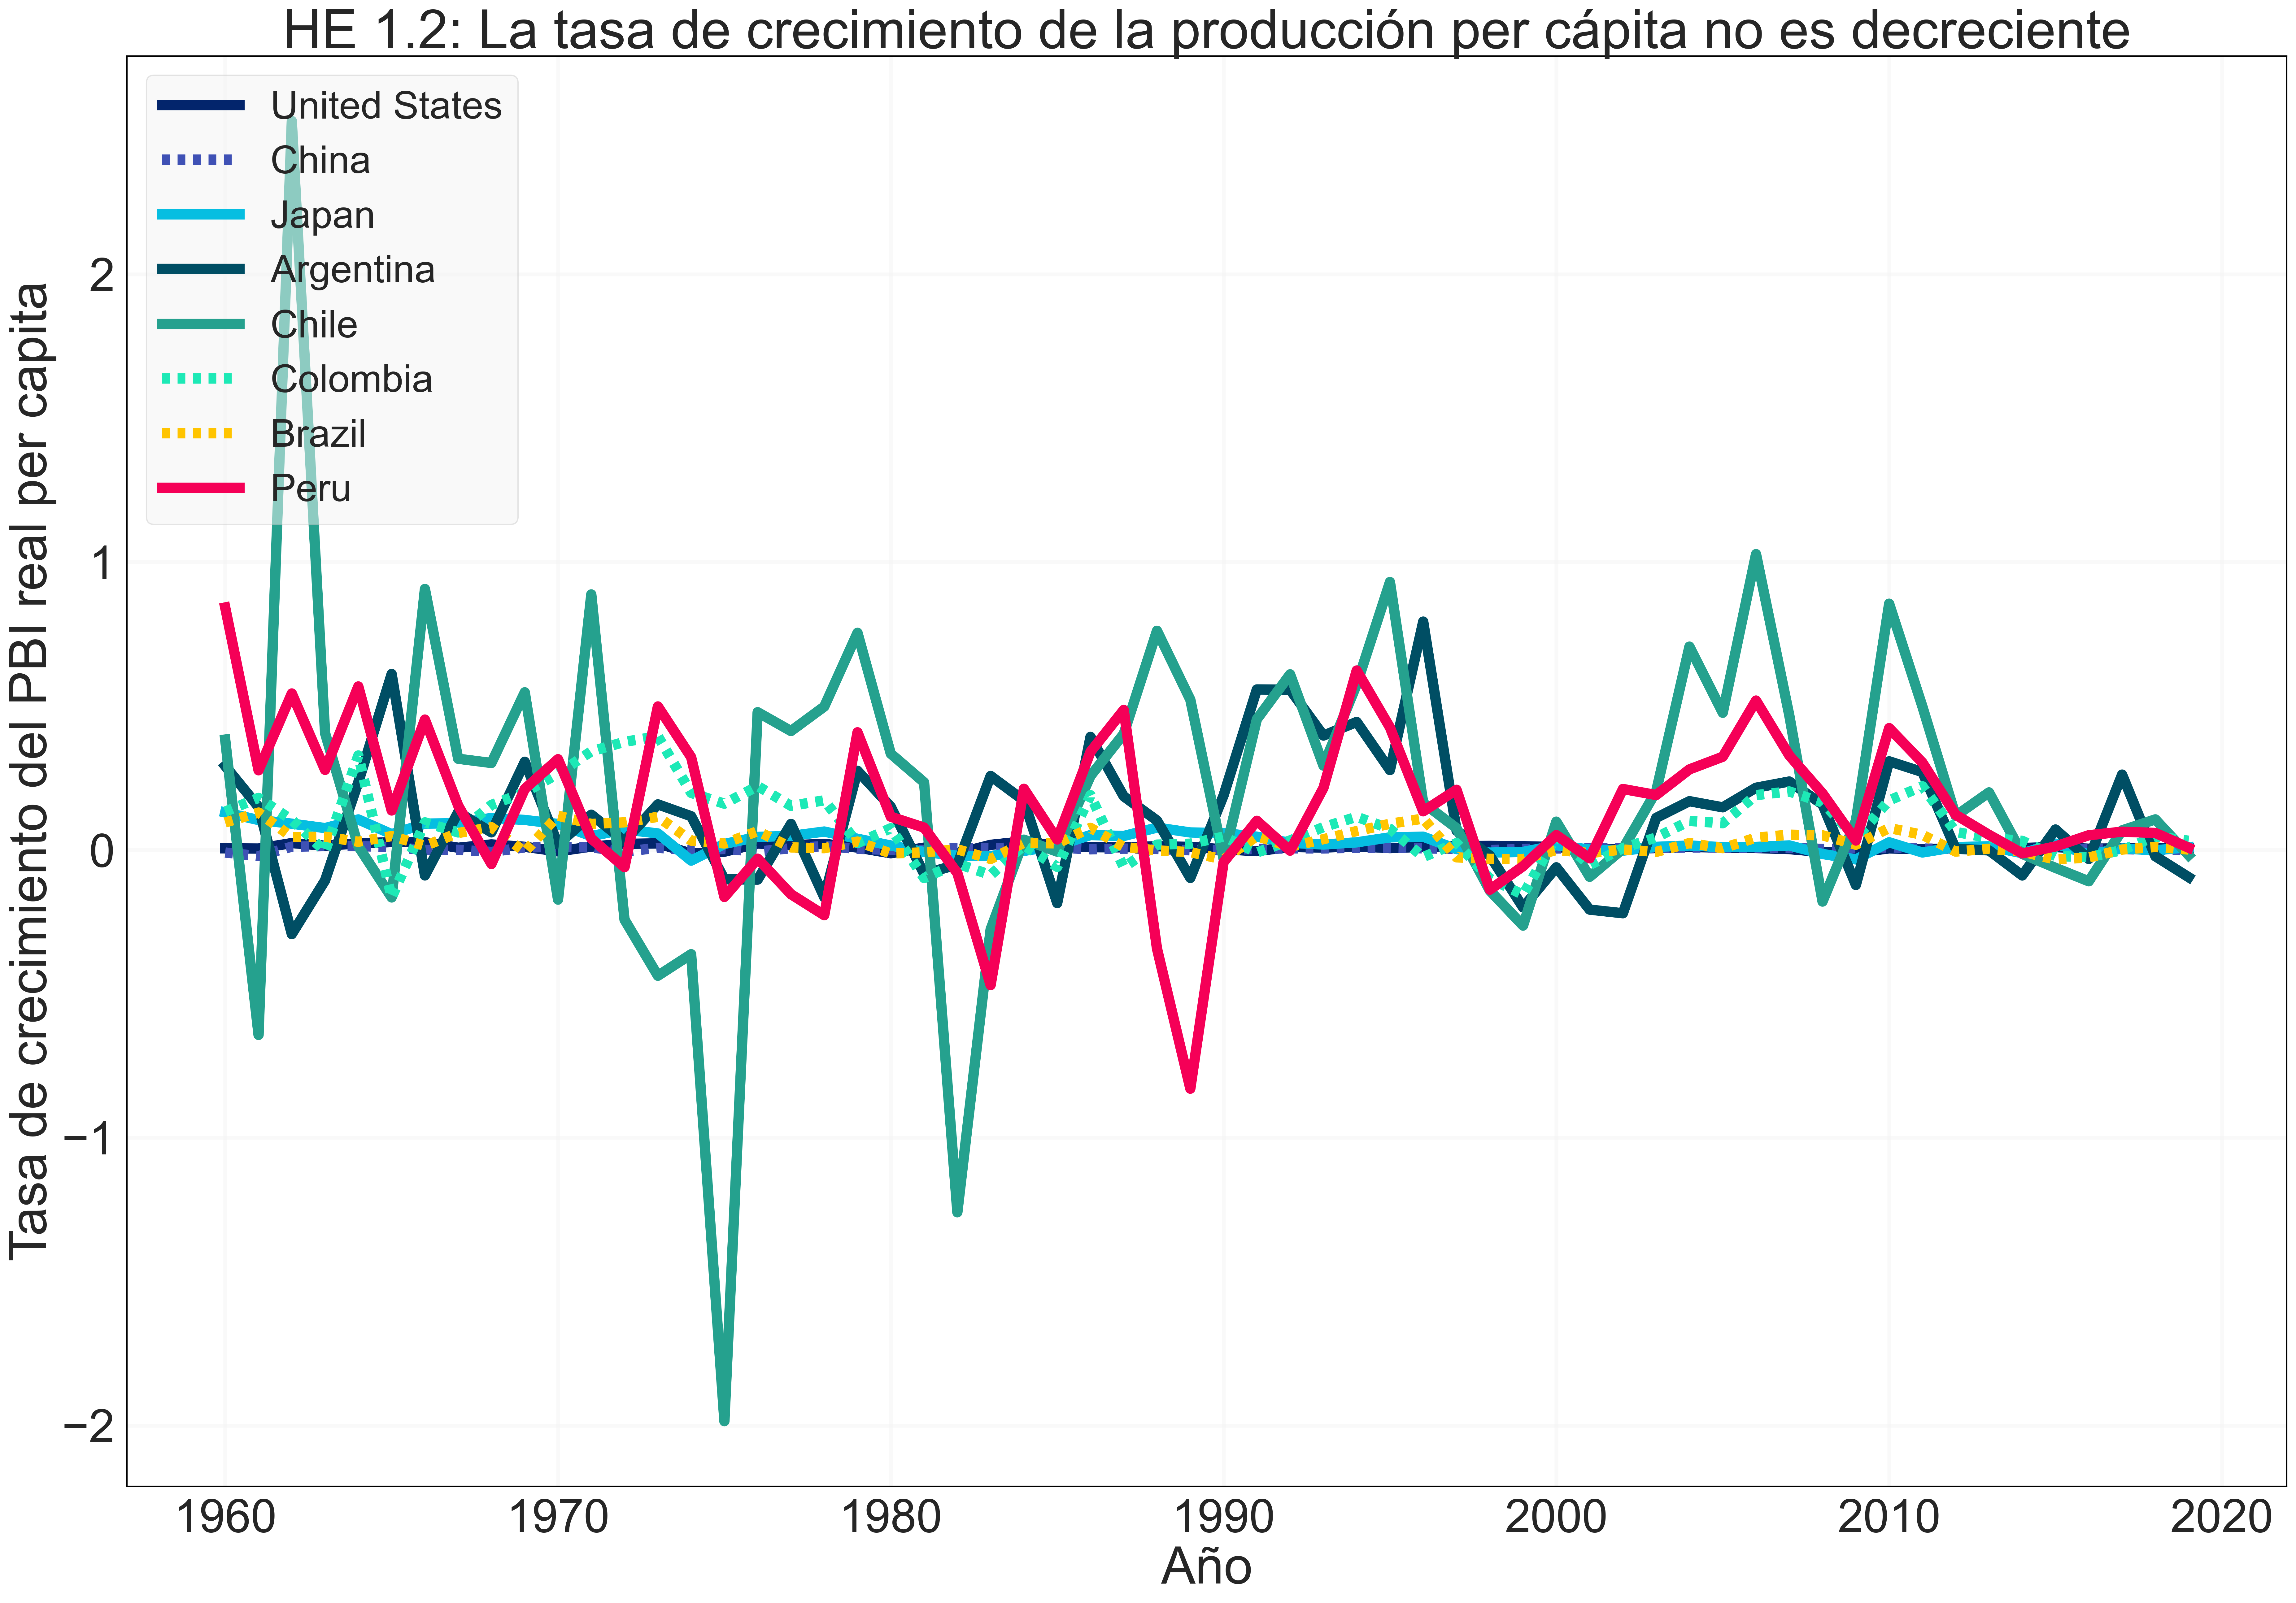 HE 1.2: La tasa de crecimiento de la producción per cápita no es decreciente
Tasa de crecimiento del PBI real per capita
United States
China
Japan
Argentina
Chile
Colombia
Brazil
Peru
2
1
0
−1
−2
1960 1970 1980 1990 2000 2010 2020
Año